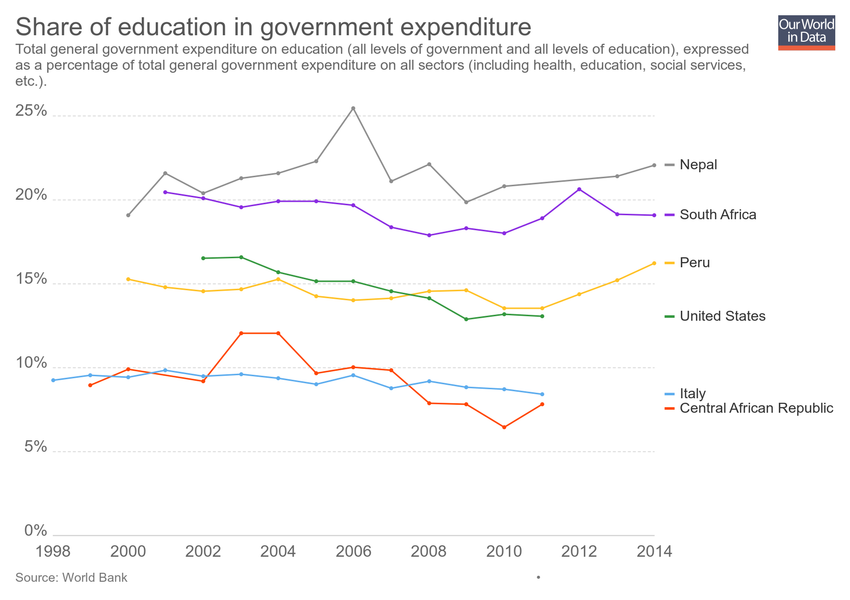 Share of education in government expenditure
Our World
in Data
Total general government expenditure on education (all levels of government and all levels of education), expressed
as a percentage of total general government expenditure on all sectors (including health, education, social services,
etc.).
25%
20%
15%
10%
5%
0%
Nepal
South Africa
Peru
United States
Italy
Central African Republic
1998 2000 2002 2004 2006 2008 2010 2012 2014
Source: World Bank